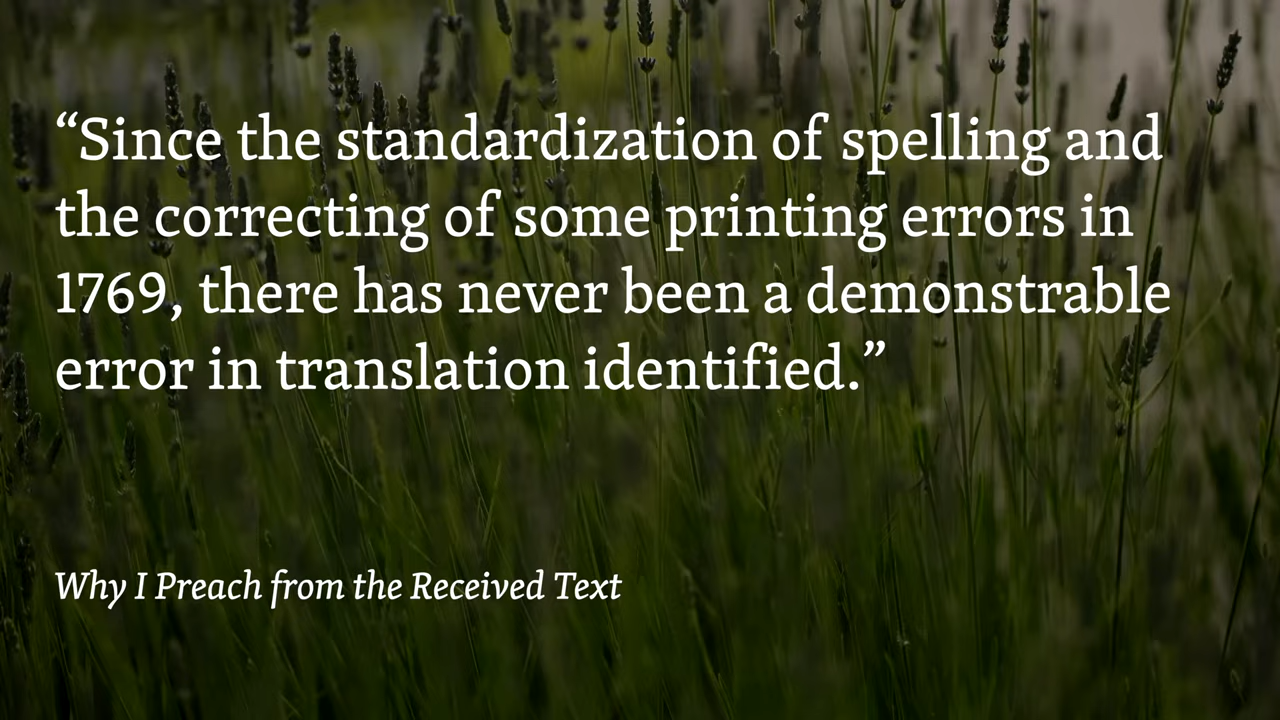 “Since the standardization of spelling and
the correcting of some printing errors in
1769, there has never been a demonstrable
error in translation identified.”
Why I Preach from the Received Text